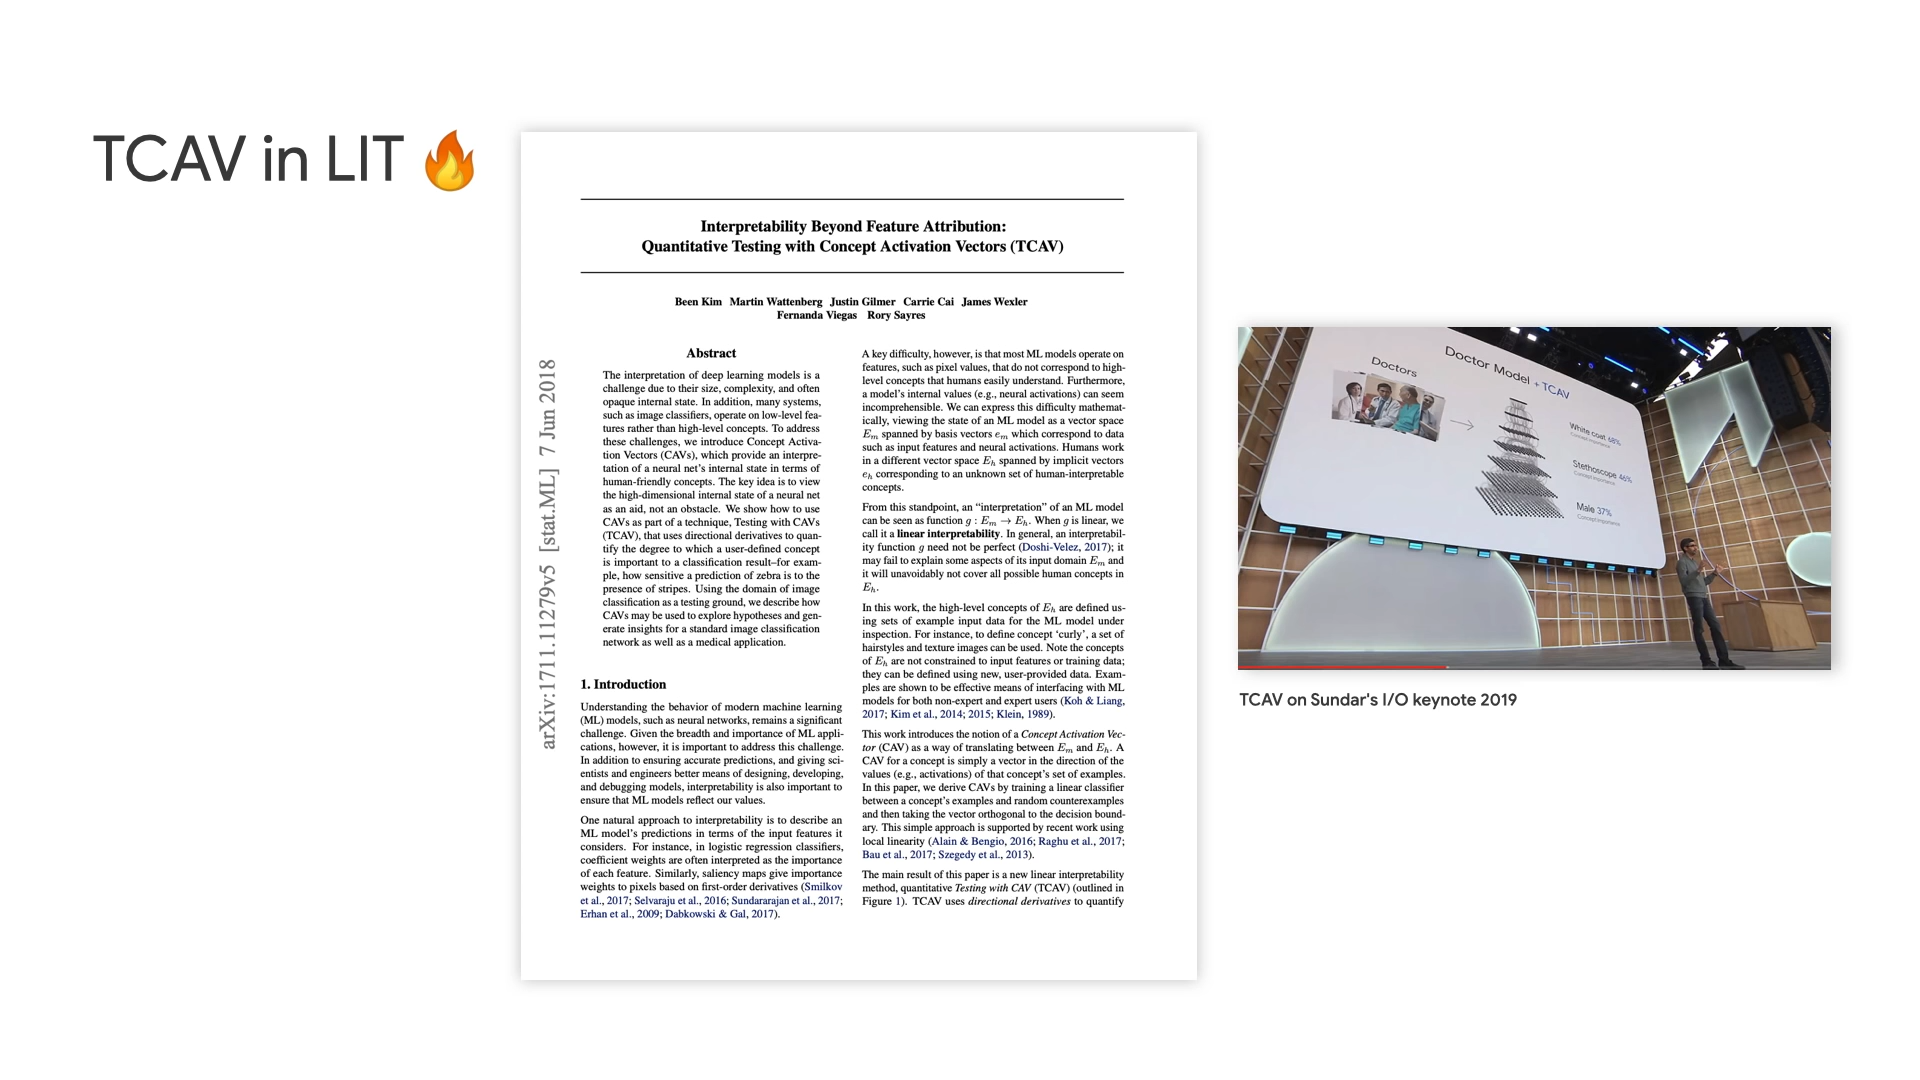 TCAV in LIT 🔥
Interpretability Beyond Feature Attribution:
Quantitative Testing with Concept Activation Vectors (TCAV)
Been Kim Martin Wattenberg Justin Gilmer Carrie Cai James Wexler
Fernanda Viegas Rory Sayres
arXiv:1711.11279v5 [stat.ML] 7 Jun 2018
Abstract
The interpretation of deep learning models is a
challenge due to their size, complexity, and often
opaque internal state. In addition, many systems,
such as image classifiers, operate on low-level fea-
tures rather than high-level concepts. To address
these challenges, we introduce Concept Activa-
tion Vectors (CAVs), which provide an interpre-
tation of a neural net's internal state in terms of
human-friendly concepts. The key idea is to view
the high-dimensional internal state of a neural net
as an aid, not an obstacle. We show how to use
CAVs as part of a technique, Testing with CAVs
(TCAV), that uses directional derivatives to quan-
tify the degree to which a user-defined concept
is important to a classification result–for exam-
ple, how sensitive a prediction of zebra is to the
presence of stripes. Using the domain of image
classification as a testing ground, we describe how
CAVs may be used to explore hypotheses and gen-
erate insights for a standard image classification
network as well as a medical application.
1. Introduction
Understanding the behavior of modern machine learning
(ML) models, such as neural networks, remains a significant
challenge. Given the breadth and importance of ML appli-
cations, however, it is important to address this challenge.
In addition to ensuring accurate predictions, and giving sci-
entists and engineers better means of designing, developing,
and debugging models, interpretability is also important to
ensure that ML models reflect our values.
One natural approach to interpretability is to describe an
ML model's predictions in terms of the input features it
considers. For instance, in logistic regression classifiers,
coefficient weights are often interpreted as the importance
of each feature. Similarly, saliency maps give importance
weights to pixels based on first-order derivatives (Smilkov
et al., 2017; Selvaraju et al., 2016; Sundararajan et al., 2017;
Erhan et al., 2009; Dabkowski & Gal, 2017).
A key difficulty, however, is that most ML models operate on
features, such as pixel values, that do not correspond to high-
level concepts that humans easily understand. Furthermore,
a model's internal values (e.g., neural activations) can seem
incomprehensible. We can express this difficulty mathemat-
ically, viewing the state of an ML model as a vector space
Em spanned by basis vectors em which correspond to data
such as input features and neural activations. Humans work
in a different vector space Eh spanned by implicit vectors
eh corresponding to an unknown set of human-interpretable
concepts.
From this standpoint, an “interpretation” of an ML model
can be seen as function g : Em → Eh. When g is linear, we
call it a linear interpretability. In general, an interpretabil-
ity function g need not be perfect (Doshi-Velez, 2017); it
may fail to explain some aspects of its input domain Em and
it will unavoidably not cover all possible human concepts in
Eh.
In this work, the high-level concepts of Eh are defined us-
ing sets of example input data for the ML model under
inspection. For instance, to define concept ‘curly’, a set of
hairstyles and texture images can be used. Note the concepts
of Eh are not constrained to input features or training data;
they can be defined using new, user-provided data. Exam-
ples are shown to be effective means of interfacing with ML
models for both non-expert and expert users (Koh & Liang,
2017; Kim et al., 2014; 2015; Klein, 1989).
This work introduces the notion of a Concept Activation Vec-
tor (CAV) as a way of translating between Em and Eh. A
CAV for a concept is simply a vector in the direction of the
values (e.g., activations) of that concept's set of examples.
In this paper, we derive CAVs by training a linear classifier
between a concept's examples and random counterexamples
and then taking the vector orthogonal to the decision bound-
ary. This simple approach is supported by recent work using
local linearity (Alain & Bengio, 2016; Raghu et al., 2017;
Bau et al., 2017; Szegedy et al., 2013).
The main result of this paper is a new linear interpretability
method, quantitative Testing with CAV (TCAV) (outlined in
Figure 1). TCAV uses directional derivatives to quantify
Doctor Model + TCAV
Doctors
White coat 68%
Concept importance
Stethoscope 46%
Concept importance
Male 37%
Concept importance
TCAV on Sundar's I/O keynote 2019